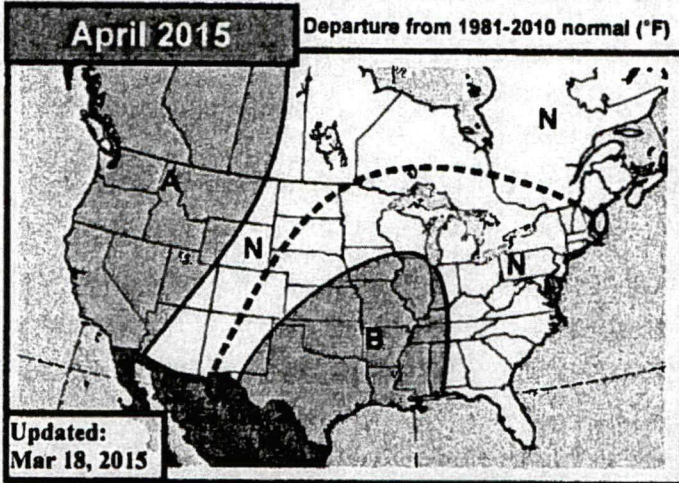 April 2015
Departure from 1981-2010 normal (°F)
N
A
N
N
B
Updated:
Mar 18, 2015